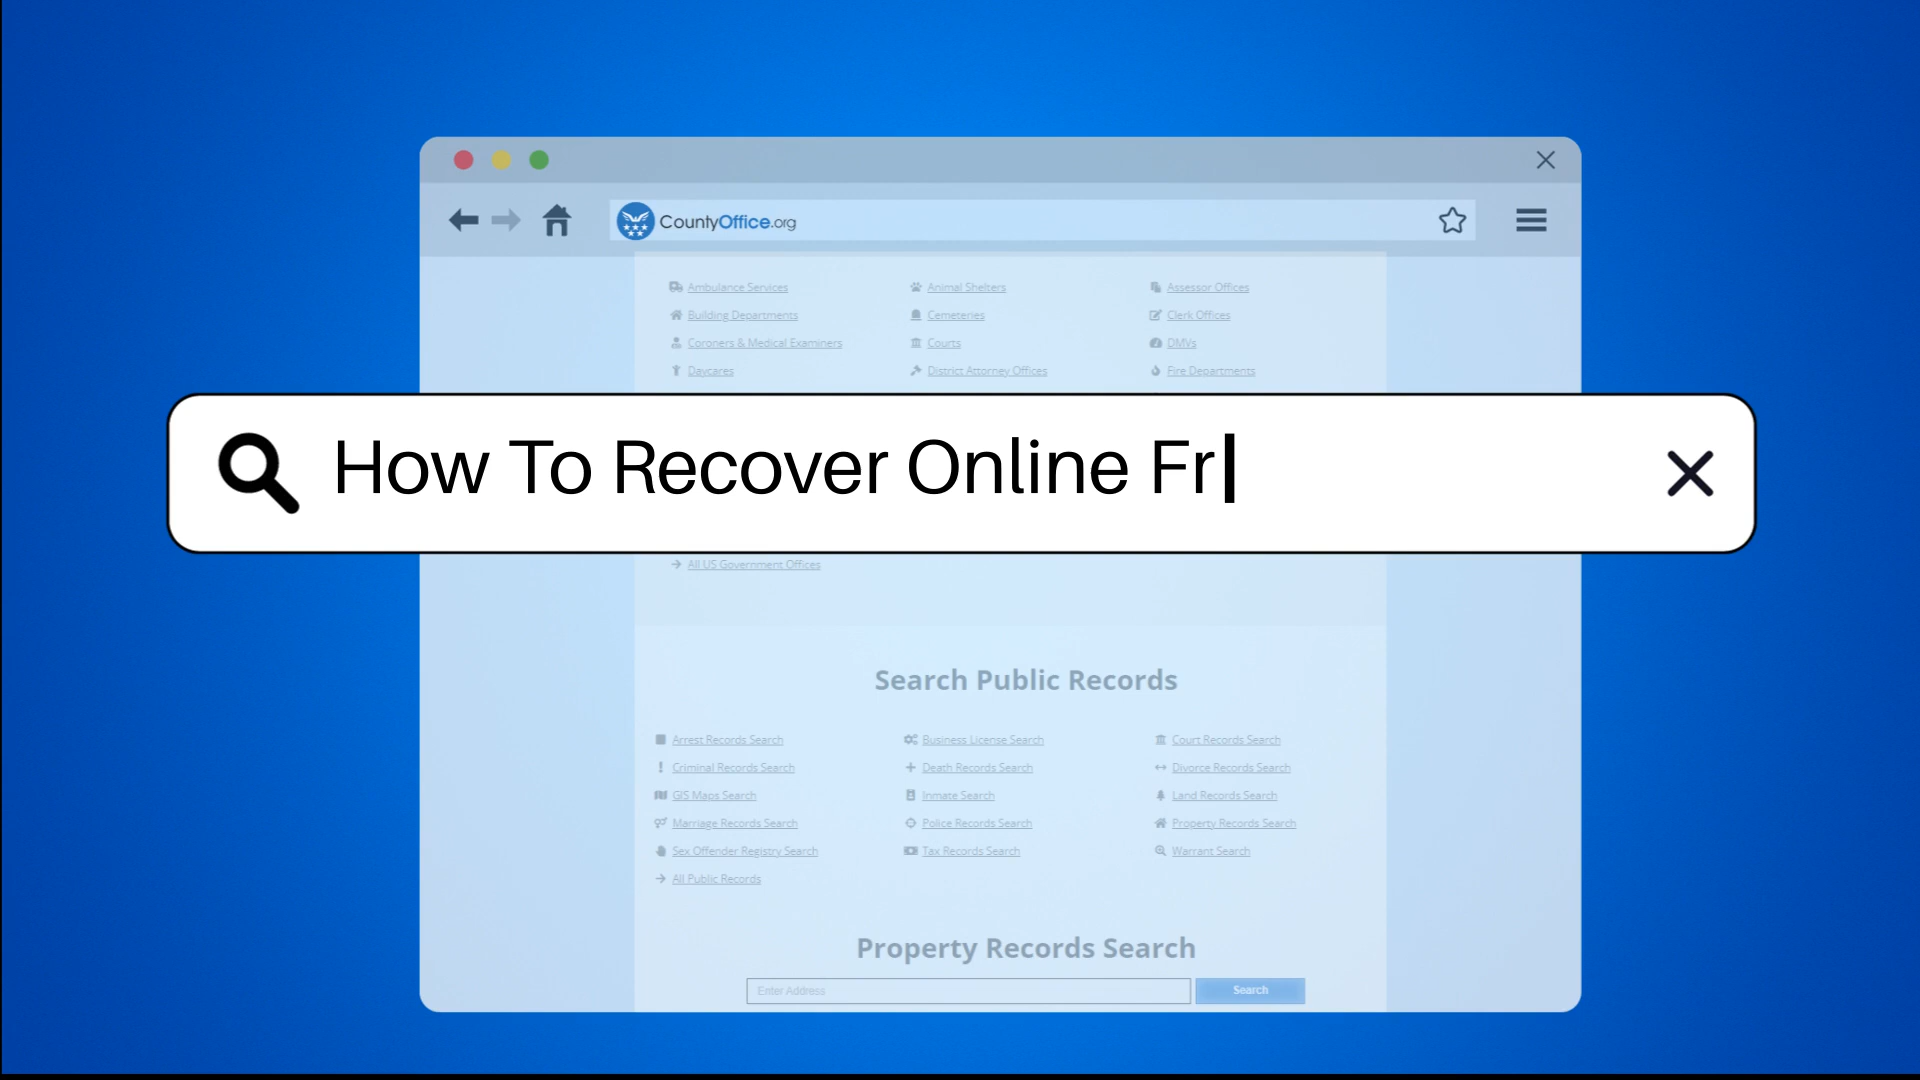 CountyOffice.org
Ambulance Services Animal Shelters Assessor Offices
Building Departments Cemeteries Clerk Offices
Coroners & Medical Examiners Courts DMVs
Daycares District Attorney Offices Fire Departments
How To Recover Online Fr
All US Government Offices
Search Public Records
Arrest Records Search Business License Search Court Records Search
Criminal Records Search Death Records Search Divorce Records Search
GIS Maps Search Inmate Search Land Records Search
Marriage Records Search Police Records Search Property Records Search
Sex Offender Registry Search Tax Records Search Warrant Search
All Public Records
Property Records Search
Enter Address Search